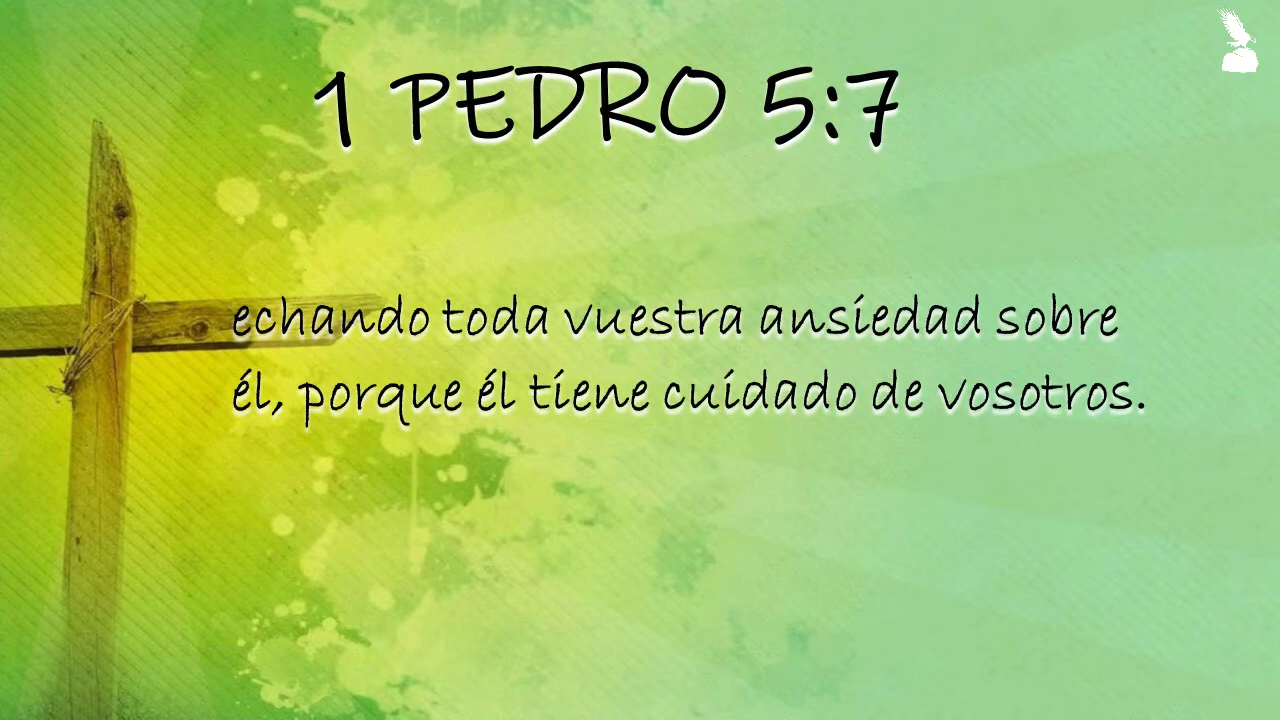 1 PEDRO 5:7
echando toda vuestra ansiedad sobre
él, porque él tiene cuidado de vosotros.